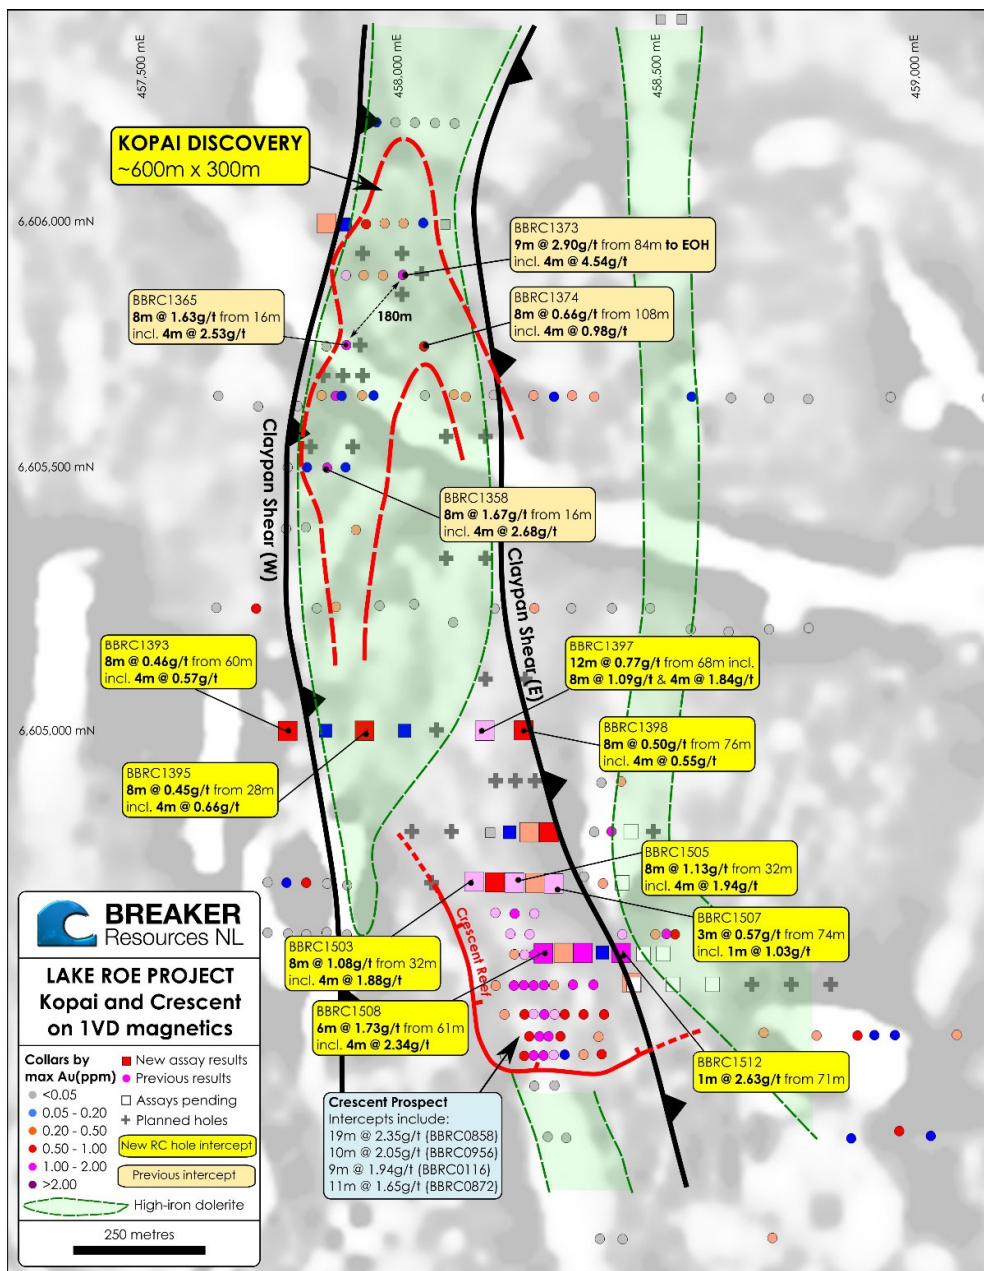 457,500 mE
458,000 mE
458,500 mE
459,000 mE
KOPAI DISCOVERY
~600m x 300m
6,606,000 mN
BBRC1373
9m @ 2.90g/t from 84m to EOH
incl. 4m @ 4.54g/t
BBRC1365
8m @ 1.63g/t from 16m
incl. 4m @ 2.53g/t
180m
BBRC1374
8m @ 0.66g/t from 108m
incl. 4m @ 0.98g/t
Claypan Shear (W)
6,605,500 mN
BBRC1358
8m @ 1.67g/t from 16m
incl. 4m @ 2.68g/t
Claypan Shear (E)
BBRC1393
8m @ 0.46g/t from 60m
incl. 4m @ 0.57g/t
BBRC1397
12m @ 0.77g/t from 68m incl.
8m @ 1.09g/t & 4m @ 1.84g/t
6,605,000 mN
BBRC1398
8m @ 0.50g/t from 76m
incl. 4m @ 0.55g/t
BBRC1395
8m @ 0.45g/t from 28m
incl. 4m @ 0.66g/t
BBRC1505
8m @ 1.13g/t from 32m
incl. 4m @ 1.94g/t
BBRC1507
3m @ 0.57g/t from 74m
incl. 1m @ 1.03g/t
Crescent Reef
BBRC1503
8m @ 1.08g/t from 32m
incl. 4m @ 1.88g/t
BBRC1508
6m @ 1.73g/t from 61m
incl. 4m @ 2.34g/t
BBRC1512
1m @ 2.63g/t from 71m
Crescent Prospect
Intercepts include:
19m @ 2.35g/t (BBRC0858)
10m @ 2.05g/t (BBRC0956)
9m @ 1.94g/t (BBRC0116)
11m @ 1.65g/t (BBRC0872)
BREAKER
Resources NL
LAKE ROE PROJECT
Kopai and Crescent
on 1VD magnetics
Collars by
max Au(ppm)
<0.05
0.05 - 0.20
0.20 - 0.50
0.50 - 1.00
1.00 - 2.00
>2.00
New assay results
Previous results
Assays pending
Planned holes
New RC hole intercept
Previous intercept
High-iron dolerite
250 metres